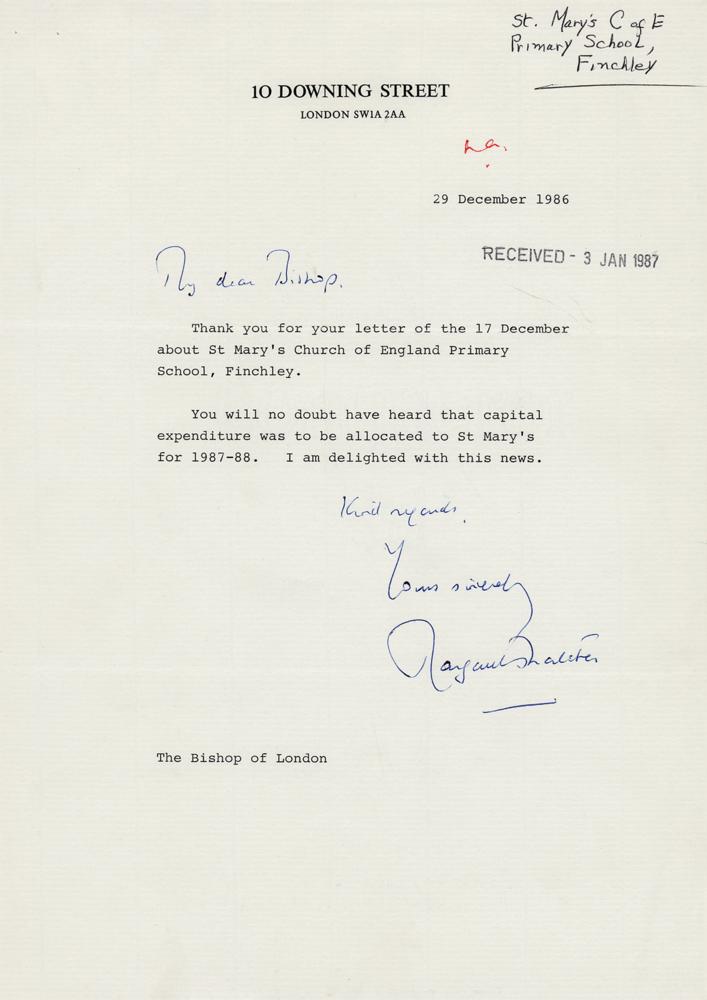 St. Mary's C of E
Primary School,
Finchley
10 DOWNING STREET
LONDON SW1A 2AA
29 December 1986
RECEIVED - 3 JAN 1987
My dear Bishop.
Thank you for your letter of the 17 December
about St Mary's Church of England Primary
School, Finchley.
You will no doubt have heard that capital
expenditure was to be allocated to St Mary's
for 1987-88. I am delighted with this news.
Kind regards.
Yours sincerely
Margaret Thatcher
The Bishop of London